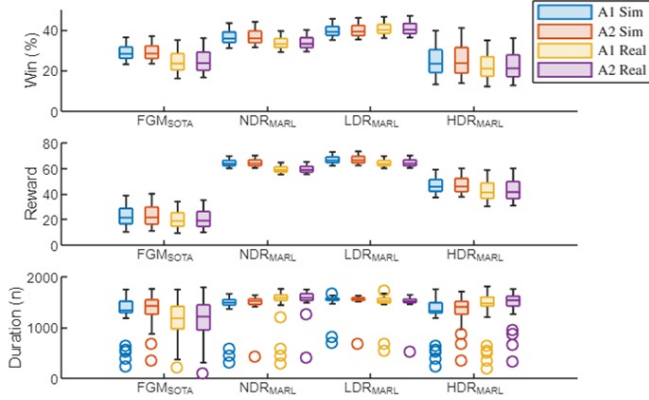 A1 Sim
A2 Sim
A1 Real
A2 Real
Win (%)
40
20
0
FGM_SOTA NDR_MARL LDR_MARL HDR_MARL
Reward
80
60
40
20
0
FGM_SOTA NDR_MARL LDR_MARL HDR_MARL
Duration (n)
2000
1000
0
FGM_SOTA NDR_MARL LDR_MARL HDR_MARL